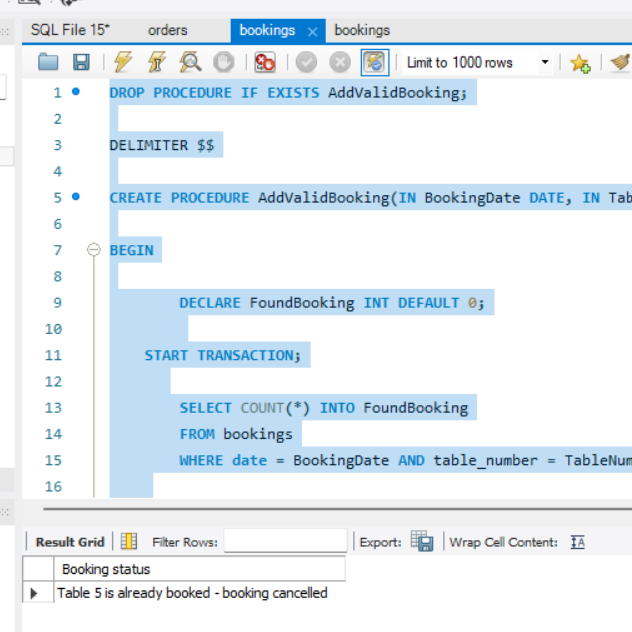 SQL File 15* orders bookings bookings
Limit to 1000 rows
1 DROP PROCEDURE IF EXISTS AddValidBooking;
2
3 DELIMITER $$
4
5 CREATE PROCEDURE AddValidBooking(IN BookingDate DATE, IN Tab
6
7 BEGIN
8
9 DECLARE FoundBooking INT DEFAULT 0;
10
11 START TRANSACTION;
12
13 SELECT COUNT(*) INTO FoundBooking
14 FROM bookings
15 WHERE date = BookingDate AND table_number = TableNum
16
Result Grid Filter Rows: Export: Wrap Cell Content:
Booking status
Table 5 is already booked - booking cancelled